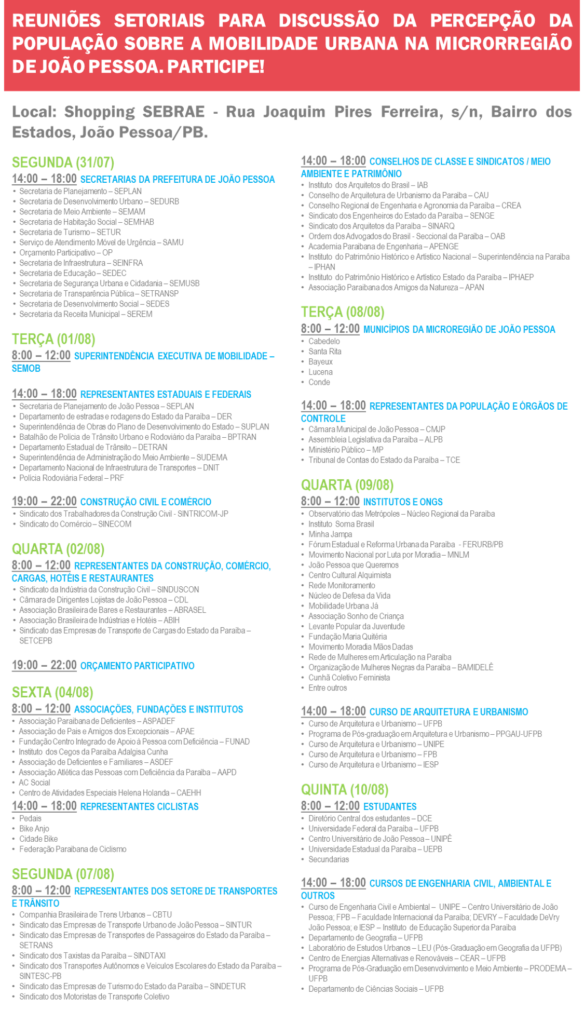 REUNIÕES SETORIAIS PARA DISCUSSÃO DA PERCEPÇÃO DA
POPULAÇÃO SOBRE A MOBILIDADE URBANA NA MICRORREGIÃO
DE JOÃO PESSOA. PARTICIPE!
Local: Shopping SEBRAE - Rua Joaquim Pires Ferreira, s/n, Bairro dos
Estados, João Pessoa/PB.
SEGUNDA (31/07)
14:00 – 18:00 SECRETARIAS DA PREFEITURA DE JOÃO PESSOA
• Secretaria de Planejamento – SEPLAN
• Secretaria de Desenvolvimento Urbano – SEDURB
• Secretaria de Meio Ambiente – SEMAM
• Secretaria de Habitação Social – SEMHAB
• Secretaria de Turismo – SETUR
• Serviço de Atendimento Móvel de Urgência – SAMU
• Orçamento Participativo – OP
• Secretaria de Infraestrutura – SEINFRA
• Secretaria de Educação – SEDEC
• Secretaria de Segurança Urbana e Cidadania – SEMUSB
• Secretaria de Transparência Pública – SETRANSP
• Secretaria de Desenvolvimento Social – SEDES
• Secretaria da Receita Municipal – SEREM
TERÇA (01/08)
8:00 – 12:00 SUPERINTENDÊNCIA EXECUTIVA DE MOBILIDADE –
SEMOB
14:00 – 18:00 REPRESENTANTES ESTADUAIS E FEDERAIS
• Secretaria de Planejamento de João Pessoa – SEPLAN
• Departamento de estradas e rodagens do Estado da Paraíba – DER
• Superintendência de Obras do Plano de Desenvolvimento do Estado – SUPLAN
• Batalhão de Polícia de Trânsito Urbano e Rodoviário da Paraíba – BPTRAN
• Departamento Estadual de Trânsito – DETRAN
• Superintendência de Administração do Meio Ambiente – SUDEMA
• Departamento Nacional de Infraestrutura de Transportes – DNIT
• Polícia Rodoviária Federal – PRF
19:00 – 22:00 CONSTRUÇÃO CIVIL E COMÉRCIO
• Sindicato dos Trabalhadores da Construção Civil - SINTRICOM-JP
• Sindicato do Comércio – SINECOM
QUARTA (02/08)
8:00 – 12:00 REPRESENTANTES DA CONSTRUÇÃO, COMÉRCIO,
CARGAS, HOTÉIS E RESTAURANTES
• Sindicato da Indústria da Construção Civil – SINDUSCON
• Câmara de Dirigentes Lojistas de João Pessoa – CDL
• Associação Brasileira de Bares e Restaurantes – ABRASEL
• Associação Brasileira de Indústrias e Hotéis – ABIH
• Sindicato das Empresas de Transporte de Cargas do Estado da Paraíba –
SETCEPB
19:00 – 22:00 ORÇAMENTO PARTICIPATIVO
SEXTA (04/08)
8:00 – 12:00 ASSOCIAÇÕES, FUNDAÇÕES E INSTITUTOS
• Associação Paraibana de Deficientes – ASPADEF
• Associação de Pais e Amigos dos Excepcionais – APAE
• Fundação Centro Integrado de Apoio à Pessoa com Deficiência – FUNAD
• Instituto dos Cegos da Paraíba Adalgisa Cunha
• Associação de Deficientes e Familiares – ASDEF
• Associação Atlética das Pessoas com Deficiência da Paraíba – AAPD
• AC Social
• Centro de Atividades Especiais Helena Holanda – CAEHH
14:00 – 18:00 REPRESENTANTES CICLISTAS
• Pedais
• Bike Anjo
• Cidade Bike
• Federação Paraibana de Ciclismo
SEGUNDA (07/08)
8:00 – 12:00 REPRESENTANTES DOS SETORE DE TRANSPORTES
E TRÂNSITO
• Companhia Brasileira de Trens Urbanos – CBTU
• Sindicato das Empresas de Transporte Urbano de João Pessoa – SINTUR
• Sindicato das Empresas de Transportes de Passageiros do Estado da Paraíba –
SETRANS
• Sindicato dos Taxistas da Paraíba – SINDTAXI
• Sindicato dos Transportes Autônomos e Veículos Escolares do Estado da Paraíba –
SINTESC-PB
• Sindicato das Empresas de Turismo do Estado da Paraíba – SINDETUR
• Sindicato dos Motoristas de Transporte Coletivo
14:00 – 18:00 CONSELHOS DE CLASSE E SINDICATOS / MEIO
AMBIENTE E PATRIMÔNIO
• Instituto dos Arquitetos do Brasil – IAB
• Conselho de Arquitetura de Urbanismo da Paraíba – CAU
• Conselho Regional de Engenharia e Agronomia da Paraíba – CREA
• Sindicato dos Engenheiros do Estado da Paraíba – SENGE
• Sindicato dos Arquitetos da Paraíba – SINARQ
• Ordem dos Advogados do Brasil - Seccional da Paraíba – OAB
• Academia Paraibana de Engenharia – APENGE
• Instituto do Patrimônio Histórico e Artístico Nacional – Superintendência na Paraíba
– IPHAN
• Instituto do Patrimônio Histórico e Artístico Estado da Paraíba – IPHAEP
• Associação Paraibana dos Amigos da Natureza – APAN
TERÇA (08/08)
8:00 – 12:00 MUNICÍPIOS DA MICROREGIÃO DE JOÃO PESSOA
• Cabedelo
• Santa Rita
• Bayeux
• Lucena
• Conde
14:00 – 18:00 REPRESENTANTES DA POPULAÇÃO E ÓRGÃOS DE
CONTROLE
• Câmara Municipal de João Pessoa – CMJP
• Assembleia Legislativa da Paraíba – ALPB
• Ministério Público – MP
• Tribunal de Contas do Estado da Paraíba – TCE
QUARTA (09/08)
8:00 – 12:00 INSTITUTOS E ONGS
• Observatório das Metrópoles – Núcleo Regional da Paraíba
• Instituto Soma Brasil
• Minha Jampa
• Fórum Estadual e Reforma Urbana da Paraíba - FERURB/PB
• Movimento Nacional por Luta por Moradia – MNLM
• João Pessoa que Queremos
• Centro Cultural Alquimista
• Rede Monitoramento
• Núcleo de Defesa da Vida
• Mobilidade Urbana Já
• Associação Sonho de Criança
• Levante Popular da Juventude
• Fundação Maria Quitéria
• Movimento Moradia Mãos Dadas
• Rede de Mulheres em Articulação na Paraíba
• Organização de Mulheres Negras da Paraíba – BAMIDELÊ
• Cunhã Coletivo Feminista
• Entre outros
14:00 – 18:00 CURSO DE ARQUITETURA E URBANISMO
• Curso de Arquitetura e Urbanismo – UFPB
• Programa de Pós-graduação em Arquitetura e Urbanismo – PPGAU-UFPB
• Curso de Arquitetura e Urbanismo – UNIPE
• Curso de Arquitetura e Urbanismo – FPB
• Curso de Arquitetura e Urbanismo – IESP
QUINTA (10/08)
8:00 – 12:00 ESTUDANTES
• Diretório Central dos estudantes – DCE
• Universidade Federal da Paraíba – UFPB
• Centro Universitário de João Pessoa – UNIPÊ
• Universidade Estadual da Paraíba – UEPB
• Secundarias
14:00 – 18:00 CURSOS DE ENGENHARIA CIVIL, AMBIENTAL E
OUTROS
• Curso de Engenharia Civil e Ambiental – UNIPE – Centro Universitário de João
Pessoa; FPB – Faculdade Internacional da Paraíba; DEVRY – Faculdade DeVry
João Pessoa; e IESP – Instituto de Educação Superior da Paraíba
• Departamento de Geografia – UFPB
• Laboratório de Estudos Urbanos – LEU (Pós-Graduação em Geografia da UFPB)
• Centro de Energias Alternativas e Renováveis – CEAR – UFPB
• Programa de Pós-Graduação em Desenvolvimento e Meio Ambiente – PRODEMA –
UFPB
• Departamento de Ciências Sociais – UFPB